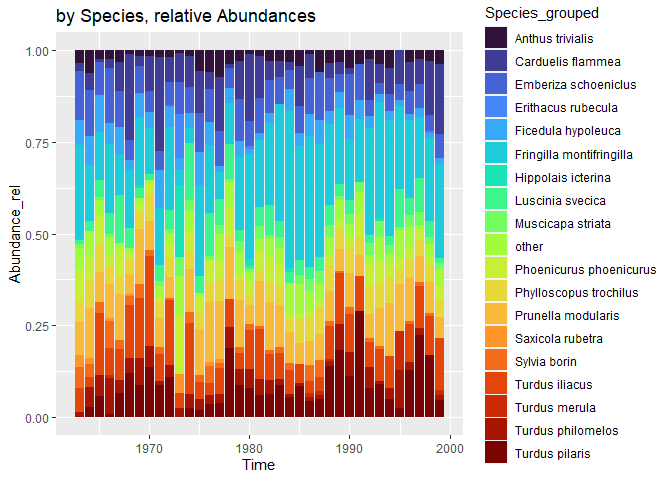 by Species, relative Abundances
Species_grouped
Anthus trivialis
Carduelis flammea
Emberiza schoeniclus
Erithacus rubecula
Ficedula hypoleuca
Fringilla montifringilla
Hippolais icterina
Luscinia svecica
Muscicapa striata
other
Phoenicurus phoenicurus
Phylloscopus trochilus
Prunella modularis
Saxicola rubetra
Sylvia borin
Turdus iliacus
Turdus merula
Turdus philomelos
Turdus pilaris
Abundance_rel
1.00
0.75
0.50
0.25
0.00
1970
1980
1990
2000
Time